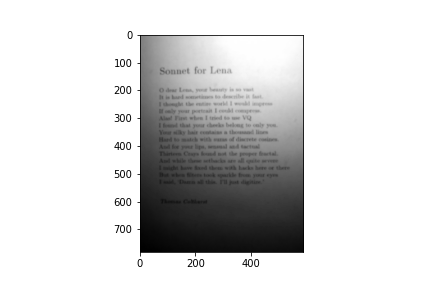 0
100
200
300
400
500
600
700
0
200
400
Sonnet for Lena
O dear Lena, your beauty is so vast
It is hard sometimes to describe it fast.
I thought the entire world I would impress
If only your portrait I could compress.
Alas! First when I tried to use VQ
I found that your cheeks belong to only you.
Your silky hair contains a thousand lines
Hard to match with sums of discrete cosines.
And for your lips, sensual and tactual
Thirteen Crays found not the proper fractal.
And while these setbacks are all quite severe
I might have fixed them with hacks here or there
But when filters took sparkle from your eyes
I said, 'Damn all this. I'll just digitize.'
Thomas Colthurst